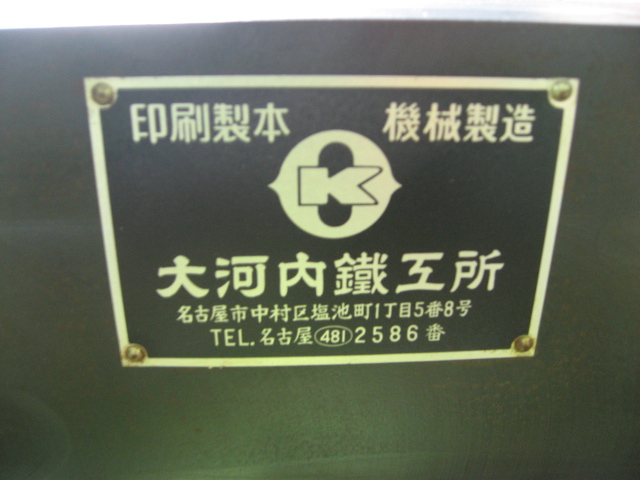 印刷製本 機械製造
K
大河内鐵工所
名古屋市中村区塩池町1丁目5番8号
TEL.名古屋(481)2586番